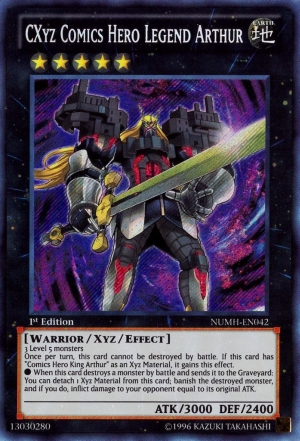 CXyz Comics Hero Legend Arthur
EARTH
地
1st Edition
NUMH-EN042
[WARRIOR/XYZ/EFFECT]
3 Level 5 monsters
Once per turn, this card cannot be destroyed by battle. If this card has
"Comics Hero King Arthur" as an Xyz Material, it gains this effect.
● When this card destroys a monster by battle and sends it to the Graveyard:
You can detach 1 Xyz Material from this card; banish the destroyed monster,
and if you do, inflict damage to your opponent equal to its original ATK.
ATK/3000 DEF/2400
13030280
©1996 KAZUKI TAKAHASHI